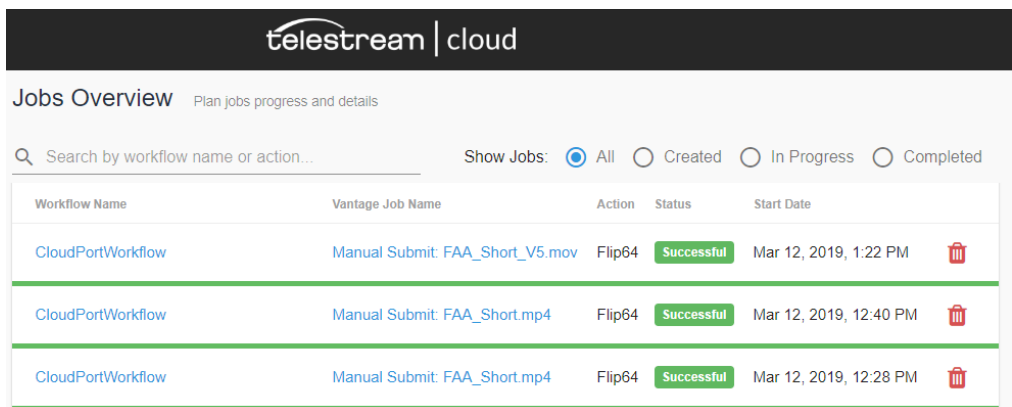 telestream | cloud
Jobs Overview Plan jobs progress and details
Search by workflow name or action... Show Jobs: All Created In Progress Completed
Workflow Name Vantage Job Name Action Status Start Date
CloudPortWorkflow Manual Submit: FAA_Short_V5.mov Flip64 Successful Mar 12, 2019, 1:22 PM
CloudPortWorkflow Manual Submit: FAA_Short.mp4 Flip64 Successful Mar 12, 2019, 12:40 PM
CloudPortWorkflow Manual Submit: FAA_Short.mp4 Flip64 Successful Mar 12, 2019, 12:28 PM